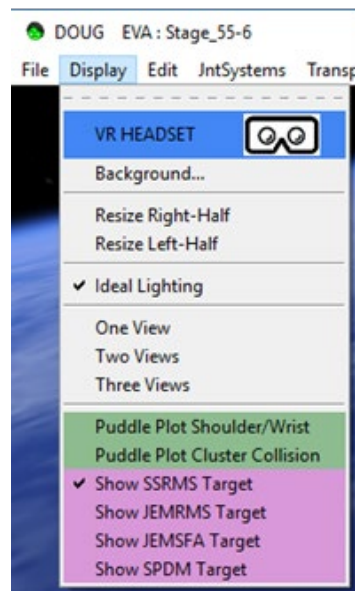 DOUG EVA : Stage_55-6
File Display Edit JntSystems Transp
VR HEADSET
Background...
Resize Right-Half
Resize Left-Half
Ideal Lighting
One View
Two Views
Three Views
Puddle Plot Shoulder/Wrist
Puddle Plot Cluster Collision
Show SSRMS Target
Show JEMRMS Target
Show JEMSFA Target
Show SPDM Target